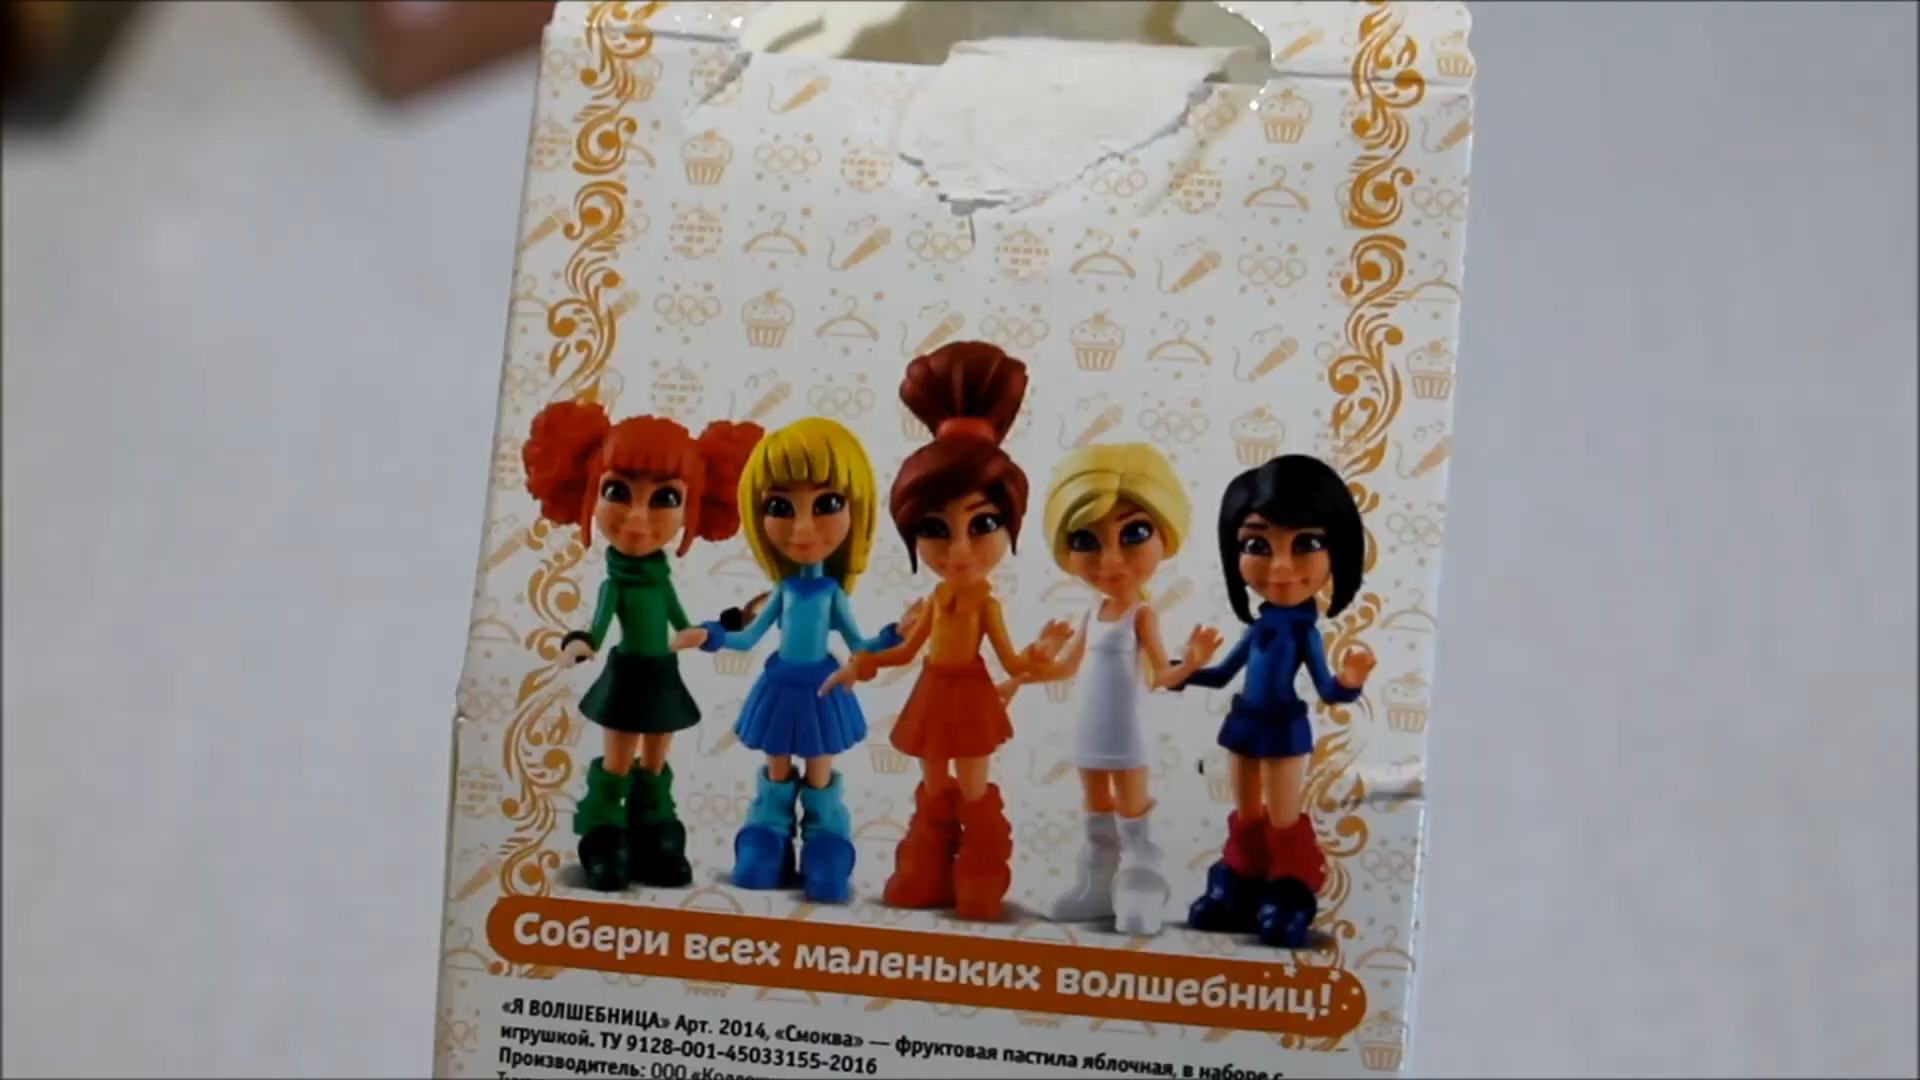 Собери всех маленьких волшебниц!
«Я ВОЛШЕБНИЦА» Арт. 2014, «Смоква» — фруктовая пастила яблочная, в наборе с
игрушкой. ТУ 9128-001-45033155-2016
Производитель: ООО